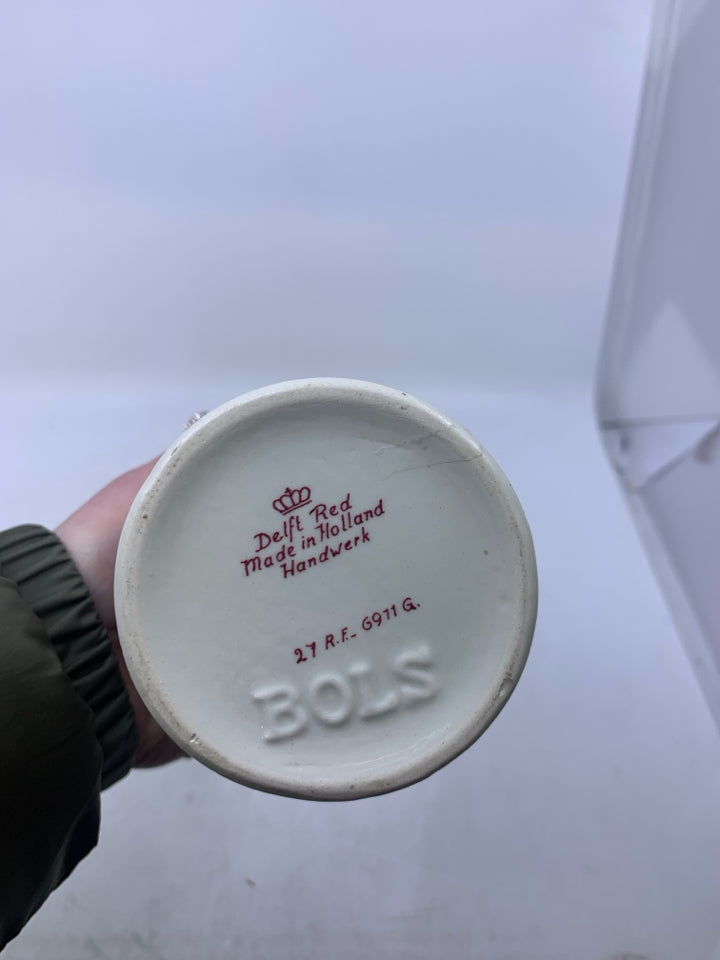 Delft Red
Made in Holland
Handwerk
27 R.F. - 6911 G.
BOLS